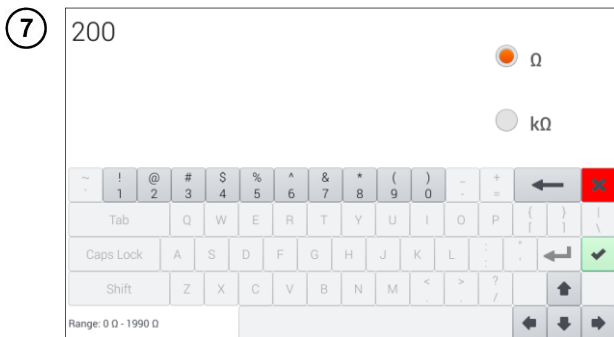 7
200
Ω
kΩ
~ ! @ # $ % ^ & * ( ) _ +
` 1 2 3 4 5 6 7 8 9 0 - =
Tab Q W E R T Y U I O P { } |
[ ] \
Caps Lock A S D F G H J K L : "
; '
Shift Z X C V B N M < > ?
, . /
Range: 0 Ω - 1990 Ω